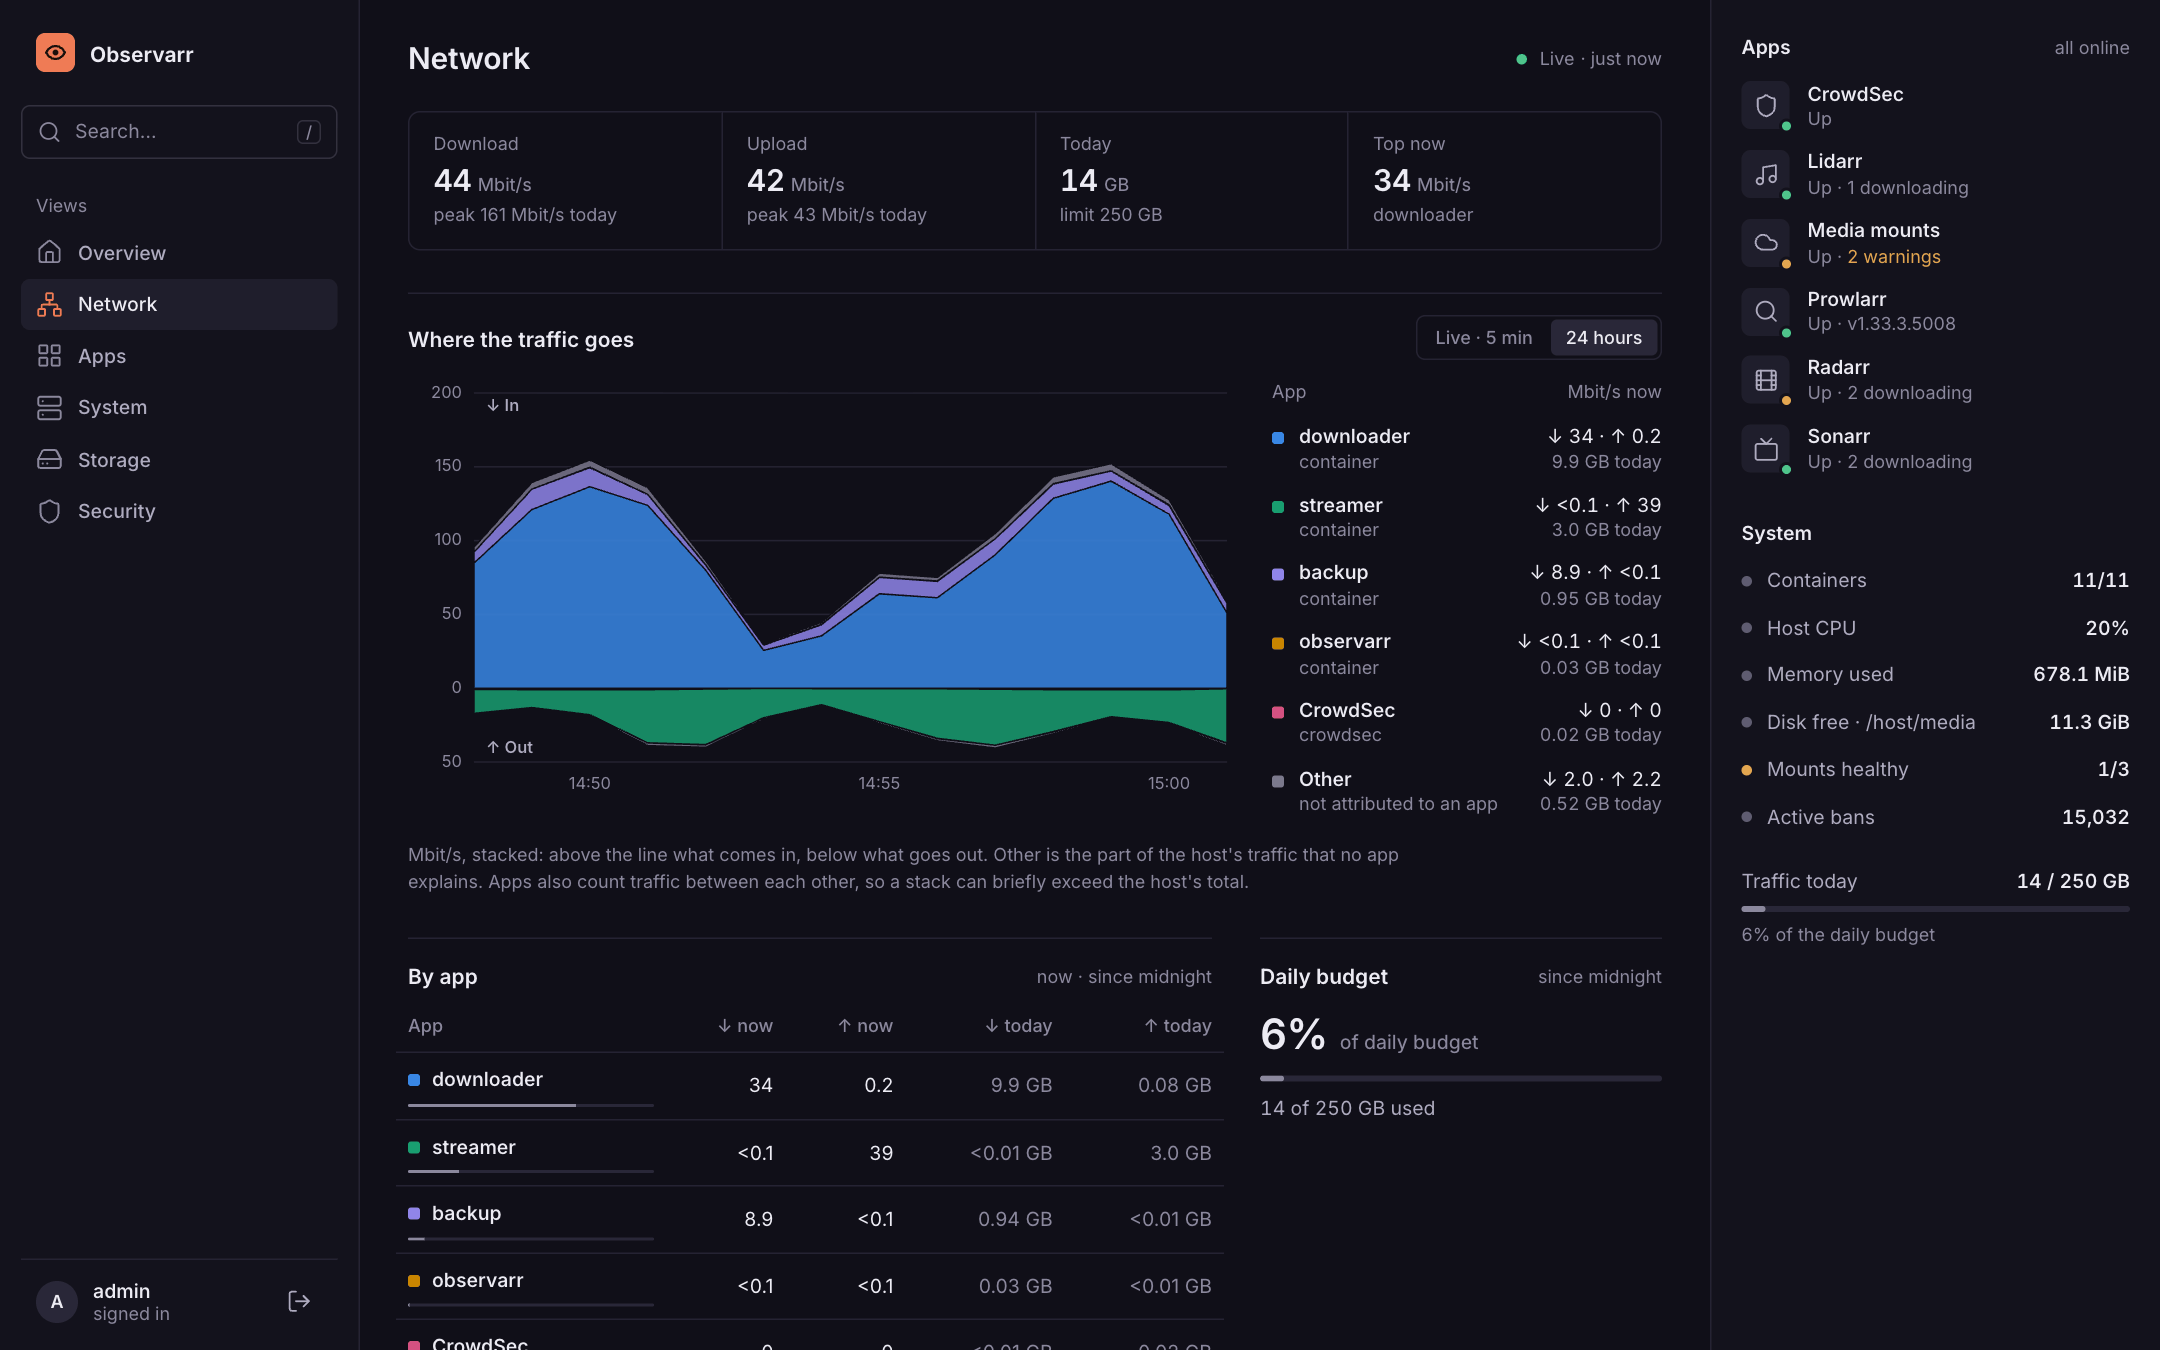 Observarr
Search...
/
Views
Overview
Network
Apps
System
Storage
Security
A
admin
signed in
Network
Live · just now
Download
44 Mbit/s
peak 161 Mbit/s today
Upload
42 Mbit/s
peak 43 Mbit/s today
Today
14 GB
limit 250 GB
Top now
34 Mbit/s
downloader
Where the traffic goes
Live · 5 min
24 hours
200
150
100
50
0
50
↓ In
↑ Out
14:50
14:55
15:00
App
Mbit/s now
downloader
↓ 34 · ↑ 0.2
container
9.9 GB today
streamer
↓ <0.1 · ↑ 39
container
3.0 GB today
backup
↓ 8.9 · ↑ <0.1
container
0.95 GB today
observarr
↓ <0.1 · ↑ <0.1
container
0.03 GB today
CrowdSec
↓ 0 · ↑ 0
crowdsec
0.02 GB today
Other
↓ 2.0 · ↑ 2.2
not attributed to an app
0.52 GB today
Mbit/s, stacked: above the line what comes in, below what goes out. Other is the part of the host's traffic that no app
explains. Apps also count traffic between each other, so a stack can briefly exceed the host's total.
By app
now · since midnight
App ↓ now ↑ now ↓ today ↑ today
downloader 34 0.2 9.9 GB 0.08 GB
streamer <0.1 39 <0.01 GB 3.0 GB
backup 8.9 <0.1 0.94 GB <0.01 GB
observarr <0.1 <0.1 0.03 GB <0.01 GB
CrowdSec 0 0 <0.01 GB 0.02 GB
Daily budget
since midnight
6% of daily budget
14 of 250 GB used
Apps
all online
CrowdSec
Up
Lidarr
Up · 1 downloading
Media mounts
Up · 2 warnings
Prowlarr
Up · v1.33.3.5008
Radarr
Up · 2 downloading
Sonarr
Up · 2 downloading
System
Containers 11/11
Host CPU 20%
Memory used 678.1 MiB
Disk free · /host/media 11.3 GiB
Mounts healthy 1/3
Active bans 15,032
Traffic today 14 / 250 GB
6% of the daily budget